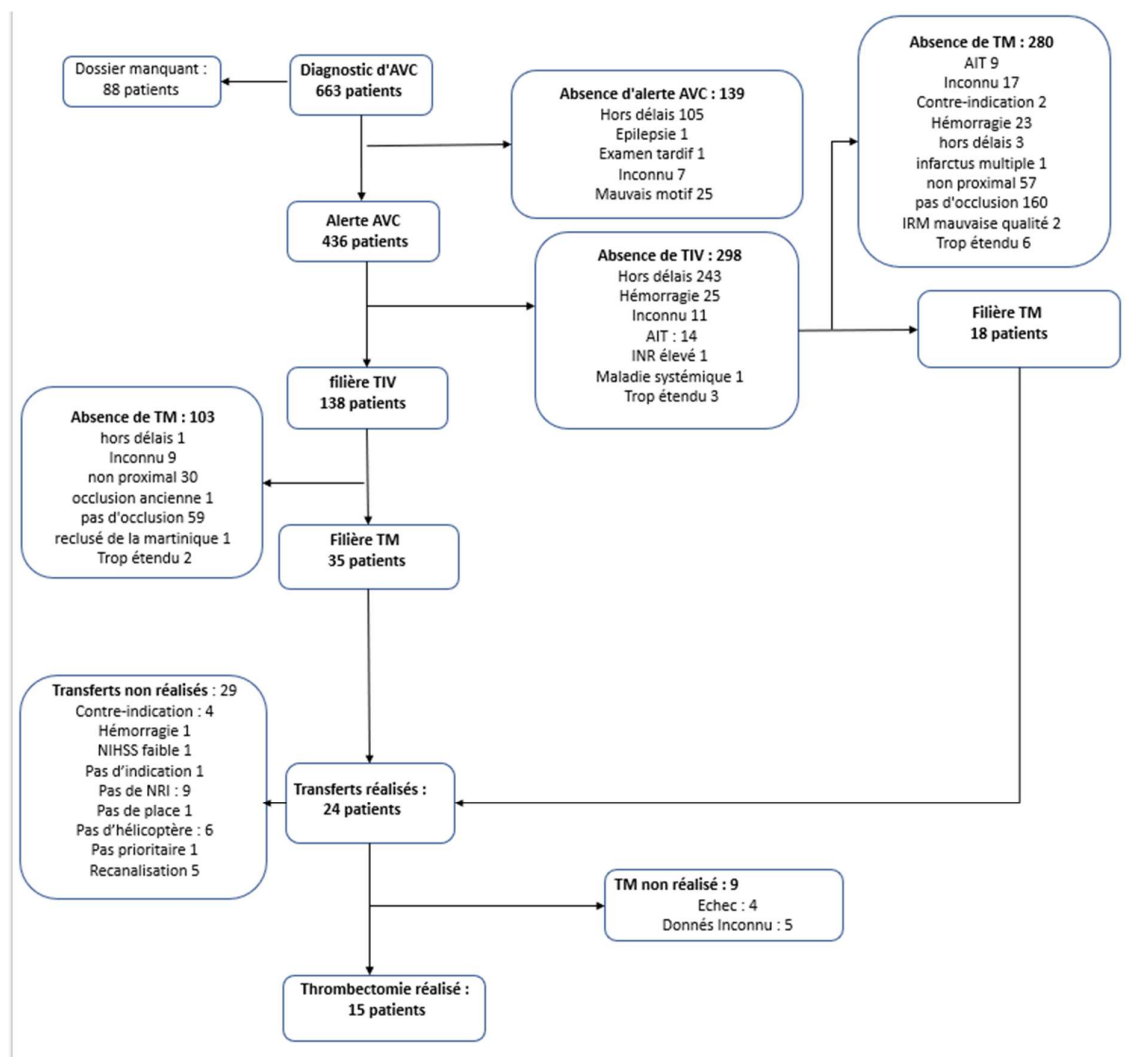 Dossier manquant :
88 patients
Diagnostic d'AVC
663 patients
Absence d'alerte AVC : 139
Hors délais 105
Epilepsie 1
Examen tardif 1
Inconnu 7
Mauvais motif 25
Absence de TM : 280
AIT 9
Inconnu 17
Contre-indication 2
Hémorragie 23
hors délais 3
infarctus multiple 1
non proximal 57
pas d'occlusion 160
IRM mauvaise qualité 2
Trop étendu 6
Alerte AVC
436 patients
Absence de TIV : 298
Hors délais 243
Hémorragie 25
Inconnu 11
AIT : 14
INR élevé 1
Maladie systémique 1
Trop étendu 3
Filière TM
18 patients
filière TIV
138 patients
Absence de TM : 103
hors délais 1
Inconnu 9
non proximal 30
occlusion ancienne 1
pas d'occlusion 59
reclusé de la martinique 1
Trop étendu 2
Filière TM
35 patients
Transferts non réalisés : 29
Contre-indication : 4
Hémorragie 1
NIHSS faible 1
Pas d’indication 1
Pas de NRI : 9
Pas de place 1
Pas d’hélicoptère : 6
Pas prioritaire 1
Recanalisation 5
Transferts réalisés :
24 patients
TM non réalisé : 9
Echec : 4
Donnés Inconnu : 5
Thrombectomie réalisé :
15 patients